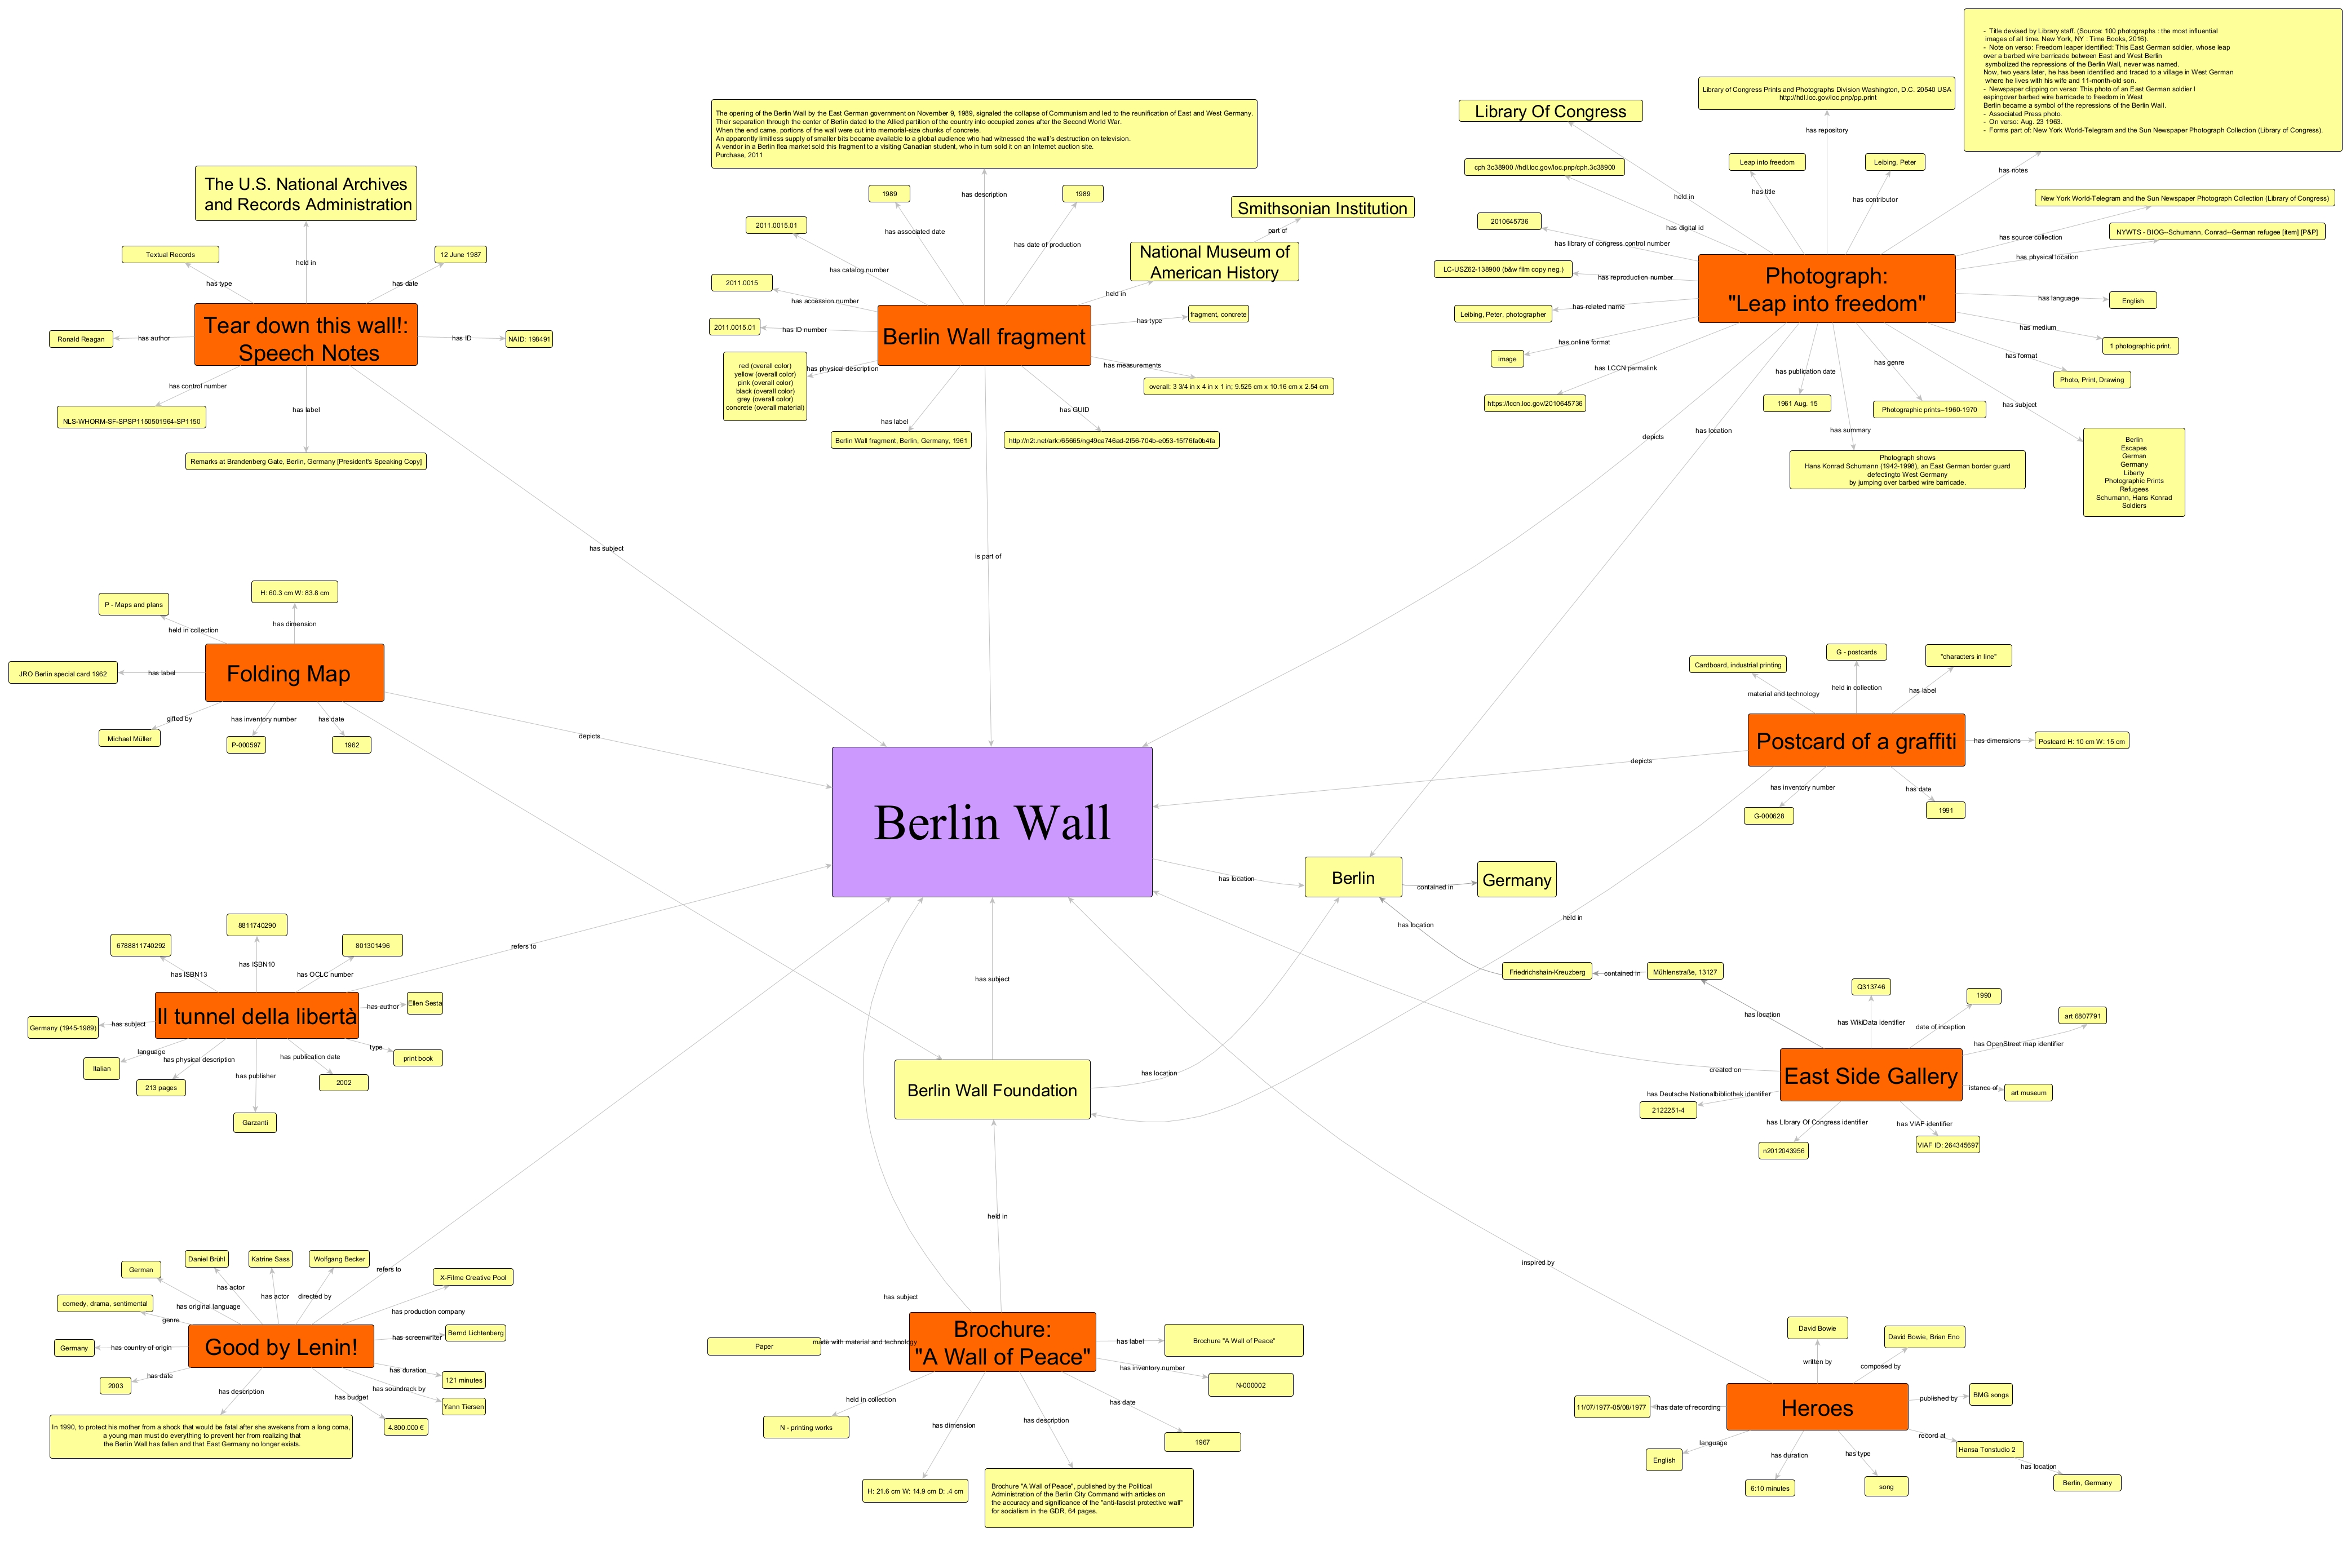 - Title devised by Library staff. (Source: 100 photographs : the most influential
images of all time. New York, NY : Time Books, 2016).
- Note on verso: Freedom leaper identified: This East German soldier, whose leap
over a barbed wire barricade between East and West Berlin
symbolized the repressions of the Berlin Wall, never was named.
Now, two years later, he has been identified and traced to a village in West German
where he lives with his wife and 11-month-old son.
- Newspaper clipping on verso: This photo of an East German soldier l
eapingover barbed wire barricade to freedom in West
Berlin became a symbol of the repressions of the Berlin Wall.
- Associated Press photo.
- On verso: Aug. 23 1963.
- Forms part of: New York World-Telegram and the Sun Newspaper Photograph Collection (Library of Congress).
Library of Congress Prints and Photographs Division Washington, D.C. 20540 USA
http://hdl.loc.gov/loc.pnp/pp.print
Library Of Congress
has repository
Leap into freedom
Leibing, Peter
has notes
cph 3c38900 //hdl.loc.gov/loc.pnp/cph.3c38900
has title
has contributor
held in
New York World-Telegram and the Sun Newspaper Photograph Collection (Library of Congress)
2010645736
has digital id
has source collection
NYWTS - BIOG--Schumann, Conrad--German refugee [item] [P&P]
has library of congress control number
has physical location
LC-USZ62-138900 (b&w film copy neg.)
has reproduction number
Photograph:
"Leap into freedom"
has language
English
Leibing, Peter, photographer
has related name
has medium
1 photographic print.
image
has online format
has format
Photo, Print, Drawing
has LCCN permalink
https://lccn.loc.gov/2010645736
has publication date
1961 Aug. 15
has genre
Photographic prints--1960-1970
has subject
has summary
Photograph shows
Hans Konrad Schumann (1942-1998), an East German border guard
defectingto West Germany
by jumping over barbed wire barricade.
Berlin
Escapes
German
Germany
Liberty
Photographic Prints
Refugees
Schumann, Hans Konrad
Soldiers
has location
depicts
The opening of the Berlin Wall by the East German government on November 9, 1989, signraled the collapse of Communism and led to the reunification of East and West Germany.
Their separation through the center of Berlin dated to the Allied partition of the country into occupied zones after the Second World War.
When the end came, portions of the wall were cut into memorial-size chunks of concrete.
An apparently limitless supply of smaller bits became available to a global audience who had witnessed the wall's destruction on television.
A vendor in a Berlin flea market sold this fragment to a visiting Canadian student, who in turn sold it on an Internet auction site.
Purchase, 2011
has description
1989
1989
2011.0015.01
has associated date
has date of production
Smithsonian Institution
part of
National Museum of
American History
has catalog number
2011.0015
has accession number
held in
2011.0015.01
has ID number
Berlin Wall fragment
has type
fragment, concrete
red (overall color)
yellow (overall color)
pink (overall color)
black (overall color)
grey (overall color)
concrete (overall material)
has physical description
has measurements
overall: 3 3/4 in x 4 in x 1 in; 9.525 cm x 10.16 cm x 2.54 cm
has label
Berlin Wall fragment, Berlin, Germany, 1961
has GUID
http://n2t.net/ark:/65665/ng49ca746ad-2f56-704b-e053-15f76fa0b4fa
is part of
The U.S. National Archives
and Records Administration
Textual Records
12 June 1987
held in
has type
has date
Tear down this wall!:
Speech Notes
Ronald Reagan
has author
has ID
NAID: 198491
has control number
NLS-WHORM-SF-SPSP1150501964-SP1150
has label
Remarks at Brandenberg Gate, Berlin, Germany [President's Speaking Copy]
has subject
H: 60.3 cm W: 83.8 cm
P - Maps and plans
has dimension
held in collection
JRO Berlin special card 1962
has label
Folding Map
gifted by
has inventory number
has date
Michael Müller
P-000597
1962
depicts
Berlin Wall
Cardboard, industrial printing
G - postcards
"characters in line"
material and technology
held in collection
has label
Postcard of a graffiti
has dimensions
Postcard H: 10 cm W: 15 cm
has inventory number
has date
G-000628
1991
depicts
has location
Berlin
contained in
Germany
held in
has location
Friedrichshain-Kreuzberg
contained in
Mühlenstraße, 13127
has location
Q313746
1990
art 6807791
has WikiData identifier
date of inception
has OpenStreet map identifier
East Side Gallery
created on
istance of
art museum
has Deutsche Nationalbibliothek identifier
2122251-4
has LIbrary Of Congress identifier
n2012043956
has VIAF identifier
VIAF ID: 264345697
6788811740292
8811740290
801301496
has ISBN13
has ISBN10
has OCLC number
Il tunnel della libertà
has author
Ellen Sesta
Germany (1945-1989)
has subject
language
Italian
has physical description
213 pages
has publisher
Garzanti
has publication date
2002
type
print book
refers to
has subject
Berlin Wall Foundation
has location
held in
German
Daniel Brühl
Katrine Sass
Wolfgang Becker
X-Filme Creative Pool
has original language
has actor
has actor
directed by
refers to
has production company
comedy, drama, sentimental
genre
Good by Lenin!
has screenwriter
Bernd Lichtenberg
Germany
has country of origin
has duration
121 minutes
2003
has date
has soundrack by
Yann Tiersen
has description
has budget
4.800.000 €
In 1990, to protect his mother from a shock that would be fatal after she awekens from a long coma,
a young man must do everything to prevent her from realizing that
the Berlin Wall has fallen and that East Germany no longer exists.
has subject
Brochure:
"A Wall of Peace"
Paper
made with material and technology
has label
Brochure "A Wall of Peace"
has inventory number
N-000002
held in collection
N - printing works
has dimension
H: 21.6 cm W: 14.9 cm D: .4 cm
has description
Brochure "A Wall of Peace", published by the Political
Administration of the Berlin City Command with articles on
the accuracy and significance of the "anti-fascist protective wall"
for socialism in the GDR, 64 pages.
has date
1967
inspired by
David Bowie
David Bowie, Brian Eno
written by
composed by
Heroes
published by
BMG songs
11/07/1977-05/08/1977
has date of recording
language
English
has duration
6:10 minutes
has type
song
record at
Hansa Tonstudio 2
has location
Berlin, Germany